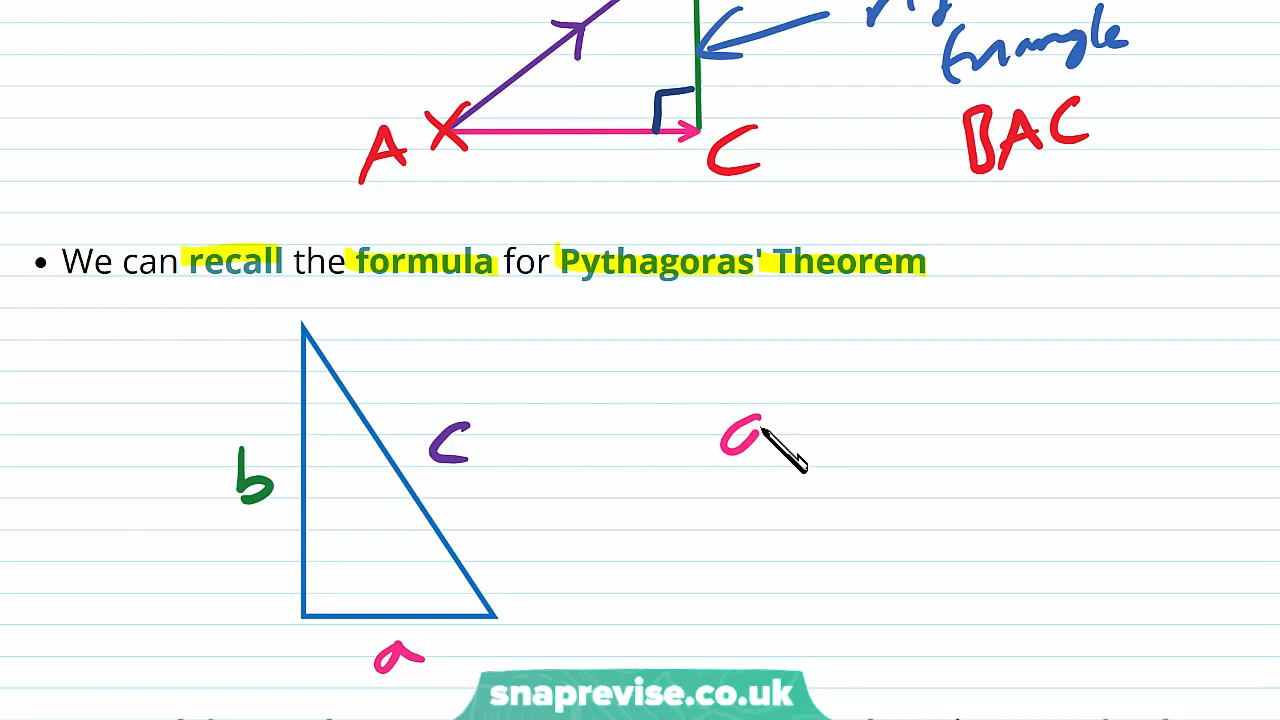 triangle
A
C
BAC
• We can recall the formula for Pythagoras' Theorem
b
c
a
a
snaprevise.co.uk